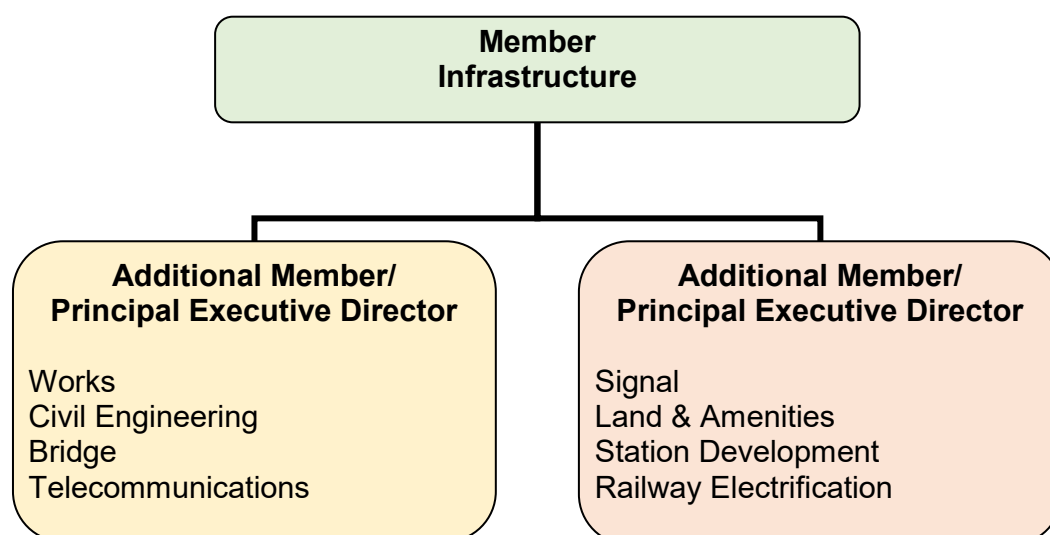 Member
Infrastructure
Additional Member/
Principal Executive Director
Works
Civil Engineering
Bridge
Telecommunications
Additional Member/
Principal Executive Director
Signal
Land & Amenities
Station Development
Railway Electrification